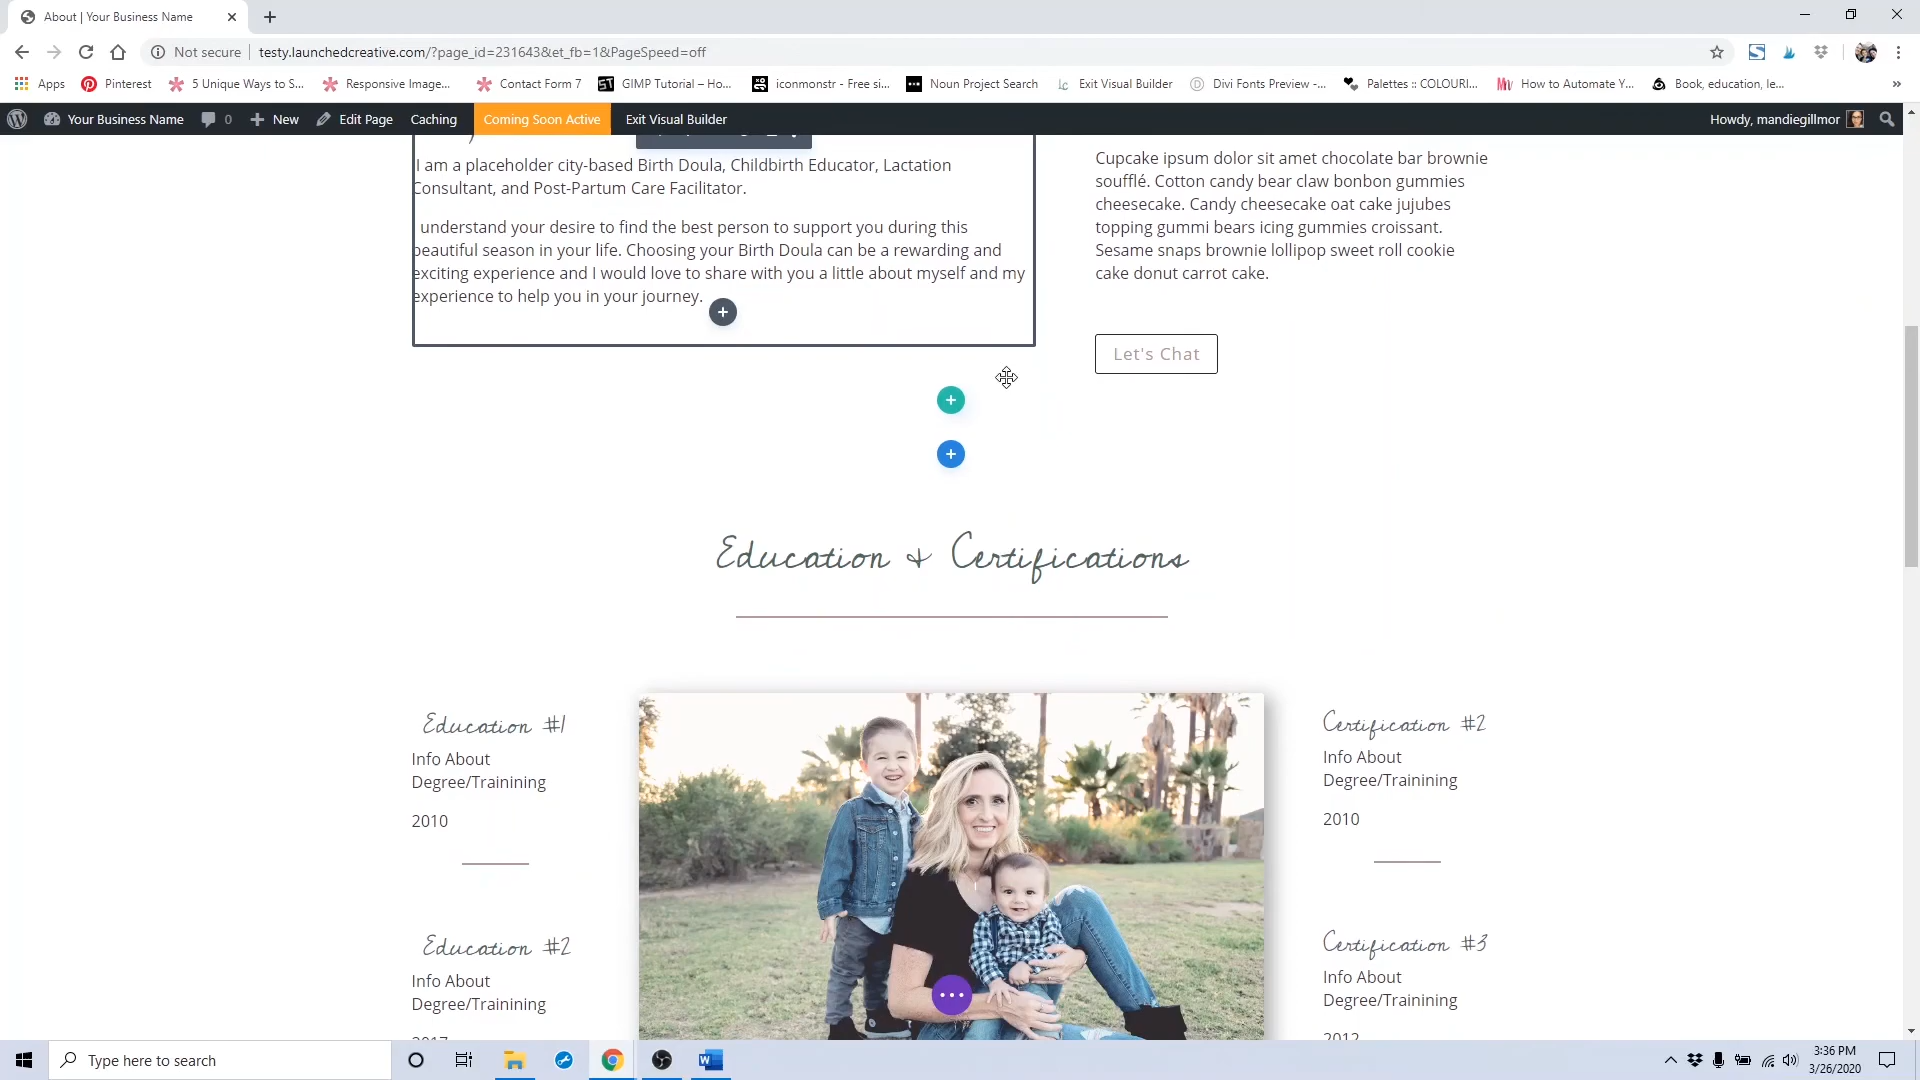 About | Your Business Name
Not secure | testy.launchedcreative.com/?page_id=231643&et_fb=1&PageSpeed=off
Apps Pinterest 5 Unique Ways to S... Responsive Image... Contact Form 7 ST GIMP Tutorial – Ho... iconmonstr - Free si... Noun Project Search lc Exit Visual Builder D Divi Fonts Preview -... Palettes :: COLOURl... How to Automate Y... Book, education, le... »
Your Business Name 0 New Edit Page Caching Coming Soon Active Exit Visual Builder Howdy, mandiegillmor
I am a placeholder city-based Birth Doula, Childbirth Educator, Lactation
Consultant, and Post-Partum Care Facilitator.
understand your desire to find the best person to support you during this
beautiful season in your life. Choosing your Birth Doula can be a rewarding and
exciting experience and I would love to share with you a little about myself and my
experience to help you in your journey.
Cupcake ipsum dolor sit amet chocolate bar brownie
soufflé. Cotton candy bear claw bonbon gummies
cheesecake. Candy cheesecake oat cake jujubes
topping gummi bears icing gummies croissant.
Sesame snaps brownie lollipop sweet roll cookie
cake donut carrot cake.
Let's Chat
Education & Certifications
Education #1
Info About
Degree/Trainining
2010
Education #2
Info About
Degree/Trainining
Certification #2
Info About
Degree/Trainining
2010
Certification #3
Info About
Degree/Trainining
Type here to search
3:36 PM
3/26/2020